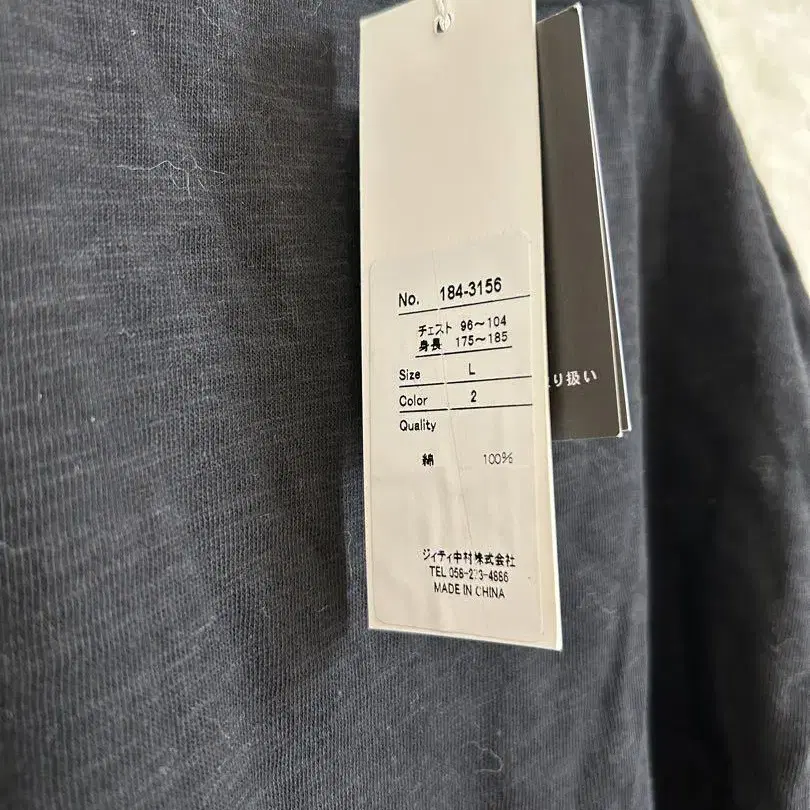 No. 184-3156
チェスト 96～104
身長 175～185
Size L
Color 2
Quality
綿 100%
ジィティ中村株式会社
TEL 058-273-4886
MADE IN CHINA
り扱い